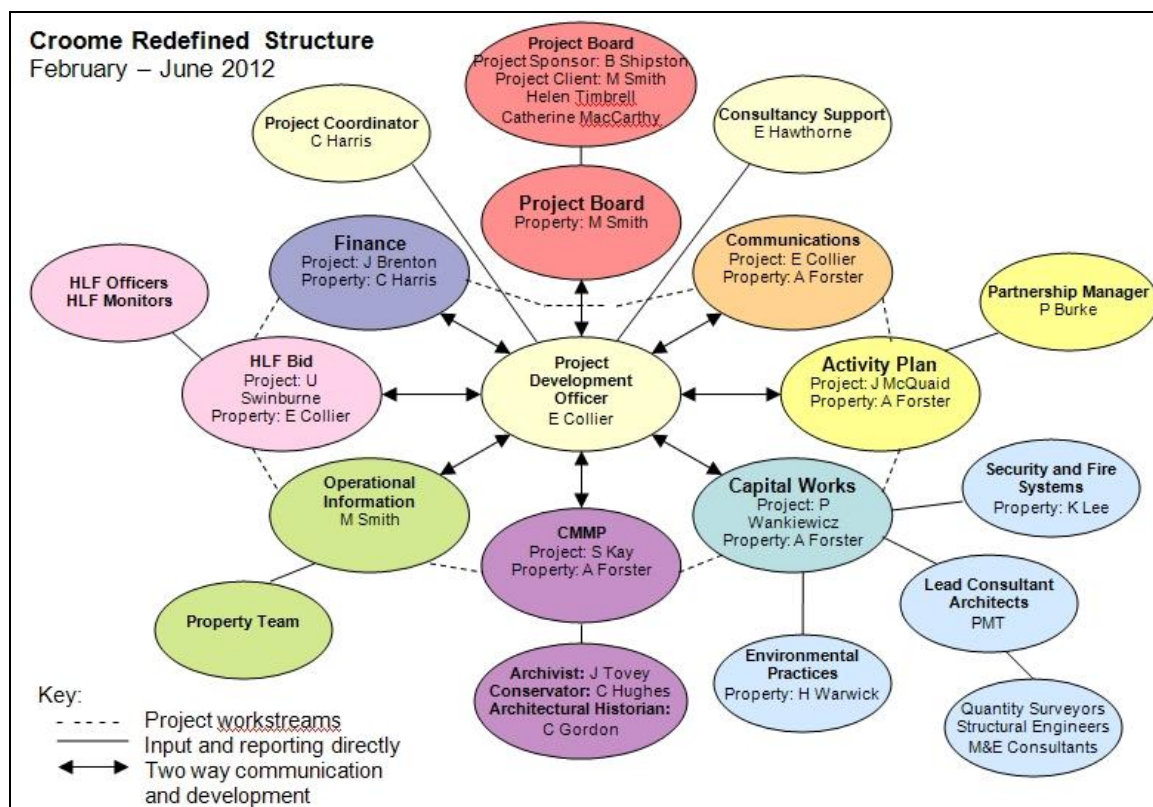 Croome Redefined Structure
February – June 2012
Project Board
Project Sponsor: B Shipston
Project Client: M Smith
Helen Timbrell
Catherine MacCarthy
Project Coordinator
C Harris
Consultancy Support
E Hawthorne
Project Board
Property: M Smith
Finance
Project: J Brenton
Property: C Harris
Communications
Project: E Collier
Property: A Forster
HLF Officers
HLF Monitors
Partnership Manager
P Burke
HLF Bid
Project: U
Swinburne
Property: E Collier
Project
Development
Officer
E Collier
Activity Plan
Project: J McQuaid
Property: A Forster
Operational
Information
M Smith
CMMP
Project: S Kay
Property: A Forster
Capital Works
Project: P
Wankiewicz
Property: A Forster
Security and Fire
Systems
Property: K Lee
Property Team
Lead Consultant
Architects
PMT
Archivist: J Tovey
Conservator: C Hughes
Architectural Historian:
C Gordon
Environmental
Practices
Property: H Warwick
Quantity Surveyors
Structural Engineers
M&E Consultants
Key:
Project workstreams
Input and reporting directly
Two way communication
and development